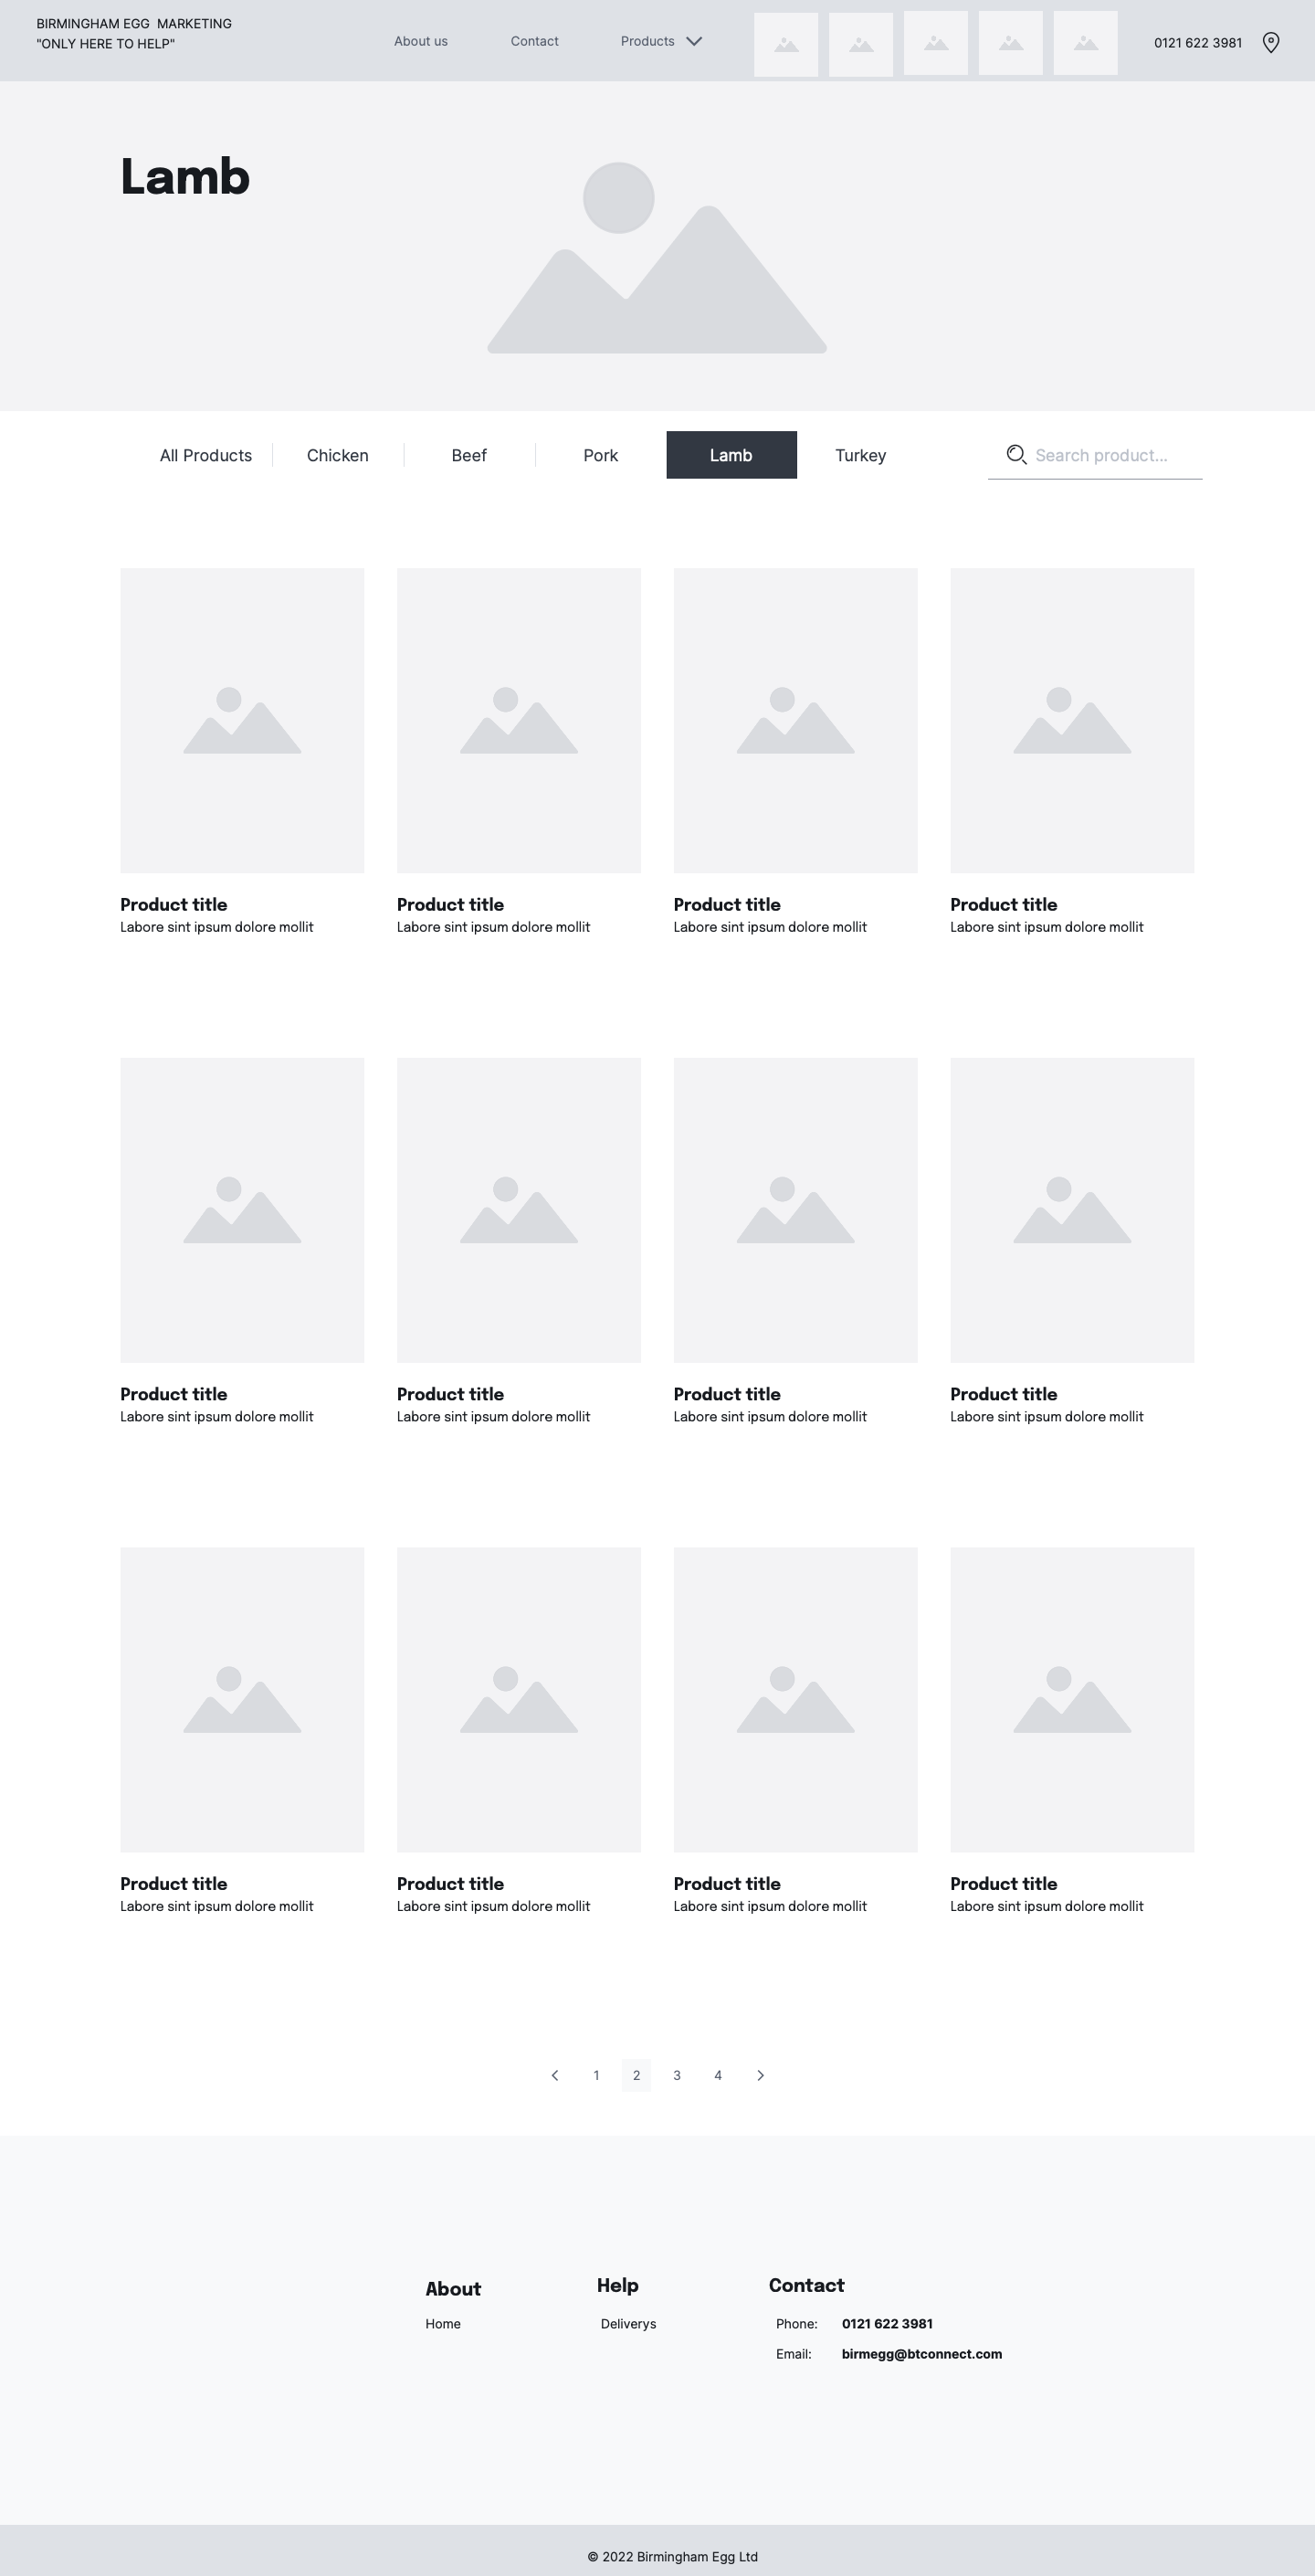 BIRMINGHAM EGG  MARKETING
"ONLY HERE TO HELP"
About us
Contact
Products
0121 622 3981
Lamb
All Products
Chicken
Beef
Pork
Lamb
Turkey
Search product...
Product title
Labore sint ipsum dolore mollit
Product title
Labore sint ipsum dolore mollit
Product title
Labore sint ipsum dolore mollit
Product title
Labore sint ipsum dolore mollit
Product title
Labore sint ipsum dolore mollit
Product title
Labore sint ipsum dolore mollit
Product title
Labore sint ipsum dolore mollit
Product title
Labore sint ipsum dolore mollit
Product title
Labore sint ipsum dolore mollit
Product title
Labore sint ipsum dolore mollit
Product title
Labore sint ipsum dolore mollit
Product title
Labore sint ipsum dolore mollit
1 2 3 4
About
Home
Help
Deliverys
Contact
Phone: 0121 622 3981
Email: birmegg@btconnect.com
© 2022 Birmingham Egg Ltd